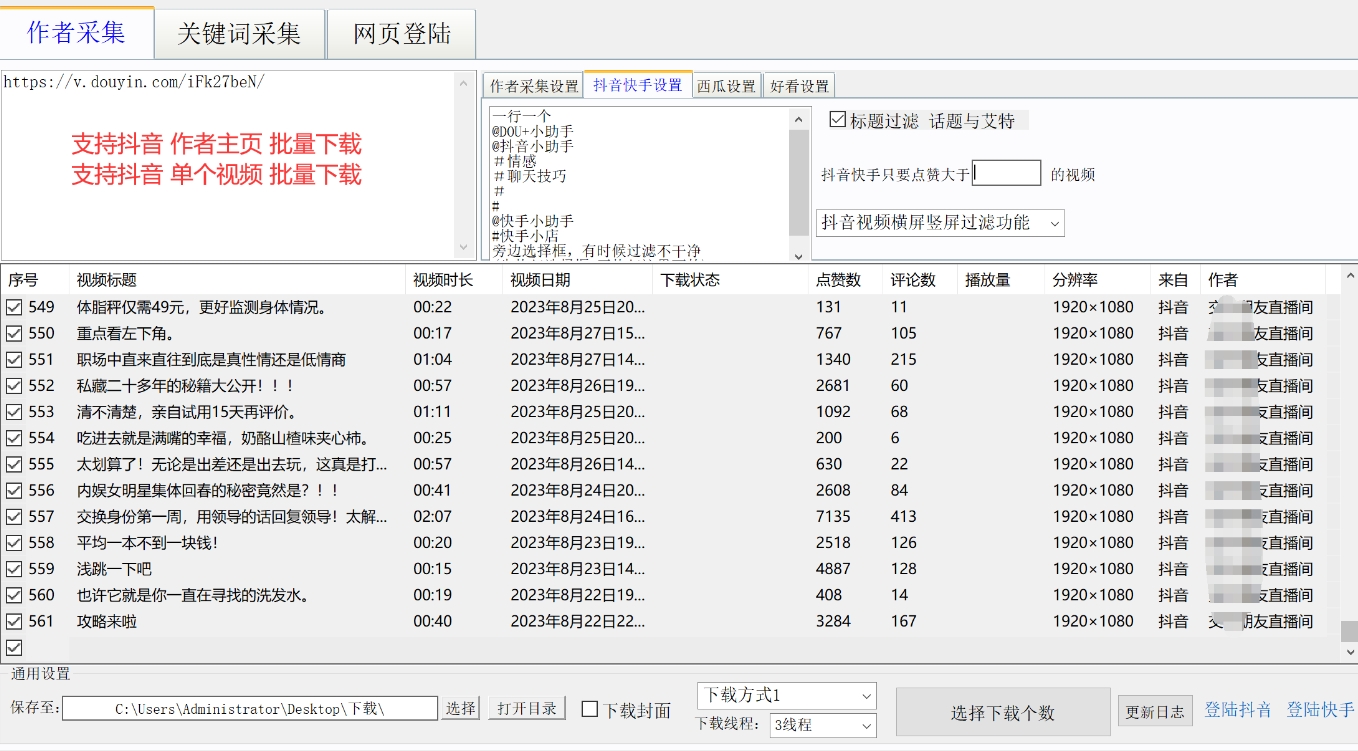 作者采集 关键词采集 网页登陆
https://v.douyin.com/iFk27beN/
支持抖音 作者主页 批量下载
支持抖音 单个视频 批量下载
作者采集设置 抖音快手设置 西瓜设置 好看设置
一行一个
@DOU+小助手
@抖音小助手
＃情感
＃聊天技巧
＃
#
@快手小助手
#快手小店
旁边选择框，有时候过滤不干净
标题过滤 话题与艾特
抖音快手只要点赞大于 的视频
抖音视频横屏竖屏过滤功能
序号 视频标题 视频时长 视频日期 下载状态 点赞数 评论数 播放量 分辨率 来自 作者
549 体脂秤仅需49元，更好监测身体情况。 00:22 2023年8月25日20... 131 11 1920×1080 抖音 友直播间
550 重点看左下角。 00:17 2023年8月27日15... 767 105 1920×1080 抖音 友直播间
551 职场中直来直往到底是真性情还是低情商 01:04 2023年8月27日14... 1340 215 1920×1080 抖音 友直播间
552 私藏二十多年的秘籍大公开！！！ 00:57 2023年8月26日19... 2681 60 1920×1080 抖音 友直播间
553 清不清楚，亲自试用15天再评价。 01:11 2023年8月25日20... 1092 68 1920×1080 抖音 友直播间
554 吃进去就是满嘴的幸福，奶酪山楂味夹心柿。 00:25 2023年8月25日20... 200 6 1920×1080 抖音 友直播间
555 太划算了！无论是出差还是出去玩，这真是打... 00:57 2023年8月26日14... 630 22 1920×1080 抖音 友直播间
556 内娱女明星集体回春的秘密竟然是？！！ 00:41 2023年8月24日20... 2608 84 1920×1080 抖音 友直播间
557 交换身份第一周，用领导的话回复领导！太解... 02:07 2023年8月24日16... 7135 413 1920×1080 抖音 友直播间
558 平均一本不到一块钱！ 00:20 2023年8月23日19... 2518 126 1920×1080 抖音 友直播间
559 浅跳一下吧 00:15 2023年8月23日14... 4887 128 1920×1080 抖音 友直播间
560 也许它就是你一直在寻找的洗发水。 00:19 2023年8月22日19... 408 14 1920×1080 抖音 友直播间
561 攻略来啦 00:40 2023年8月22日22... 3284 167 1920×1080 抖音 朋友直播间
通用设置
保存至: C:\Users\Administrator\Desktop\下载\ 选择 打开目录 下载封面
下载方式1
下载线程: 3线程
选择下载个数 更新日志 登陆抖音 登陆快手